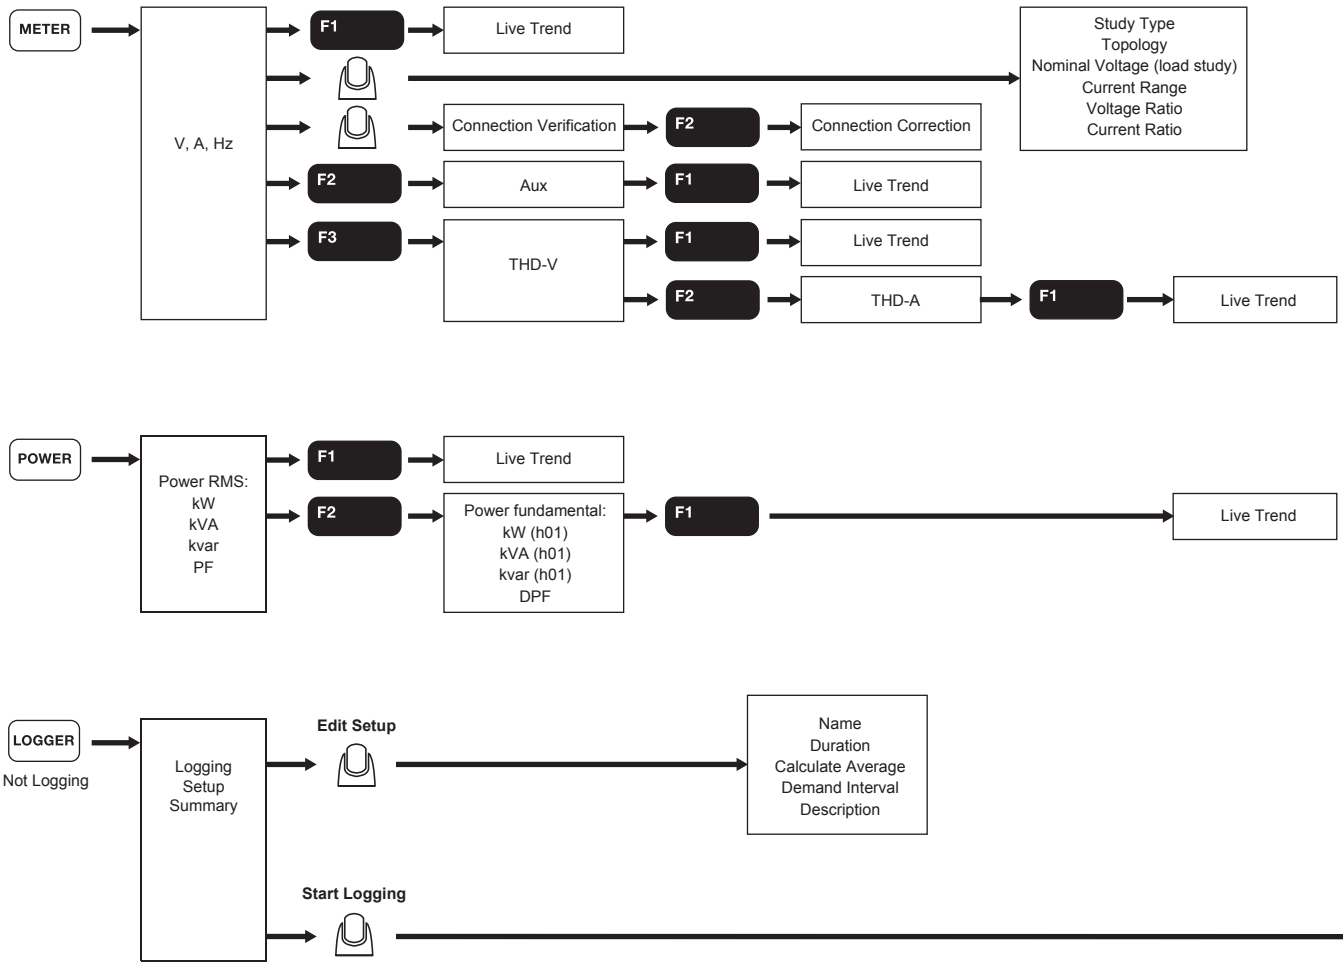 METER
V, A, Hz
F1
Live Trend
Study Type
Topology
Nominal Voltage (load study)
Current Range
Voltage Ratio
Current Ratio
Connection Verification
F2
Connection Correction
F2
Aux
F1
Live Trend
F3
THD-V
F1
Live Trend
F2
THD-A
F1
Live Trend
POWER
Power RMS:
kW
kVA
kvar
PF
F1
Live Trend
F2
Power fundamental:
kW (h01)
kVA (h01)
kvar (h01)
DPF
F1
Live Trend
LOGGER
Not Logging
Logging
Setup
Summary
Edit Setup
Name
Duration
Calculate Average
Demand Interval
Description
Start Logging